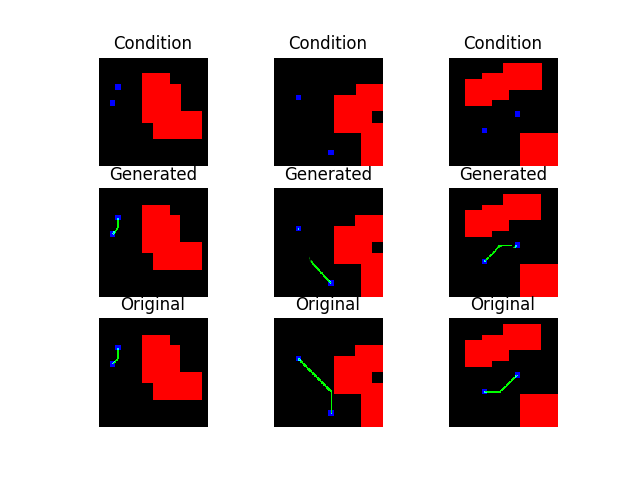 Condition Condition Condition
Generated Generated Generated
Original Original Original